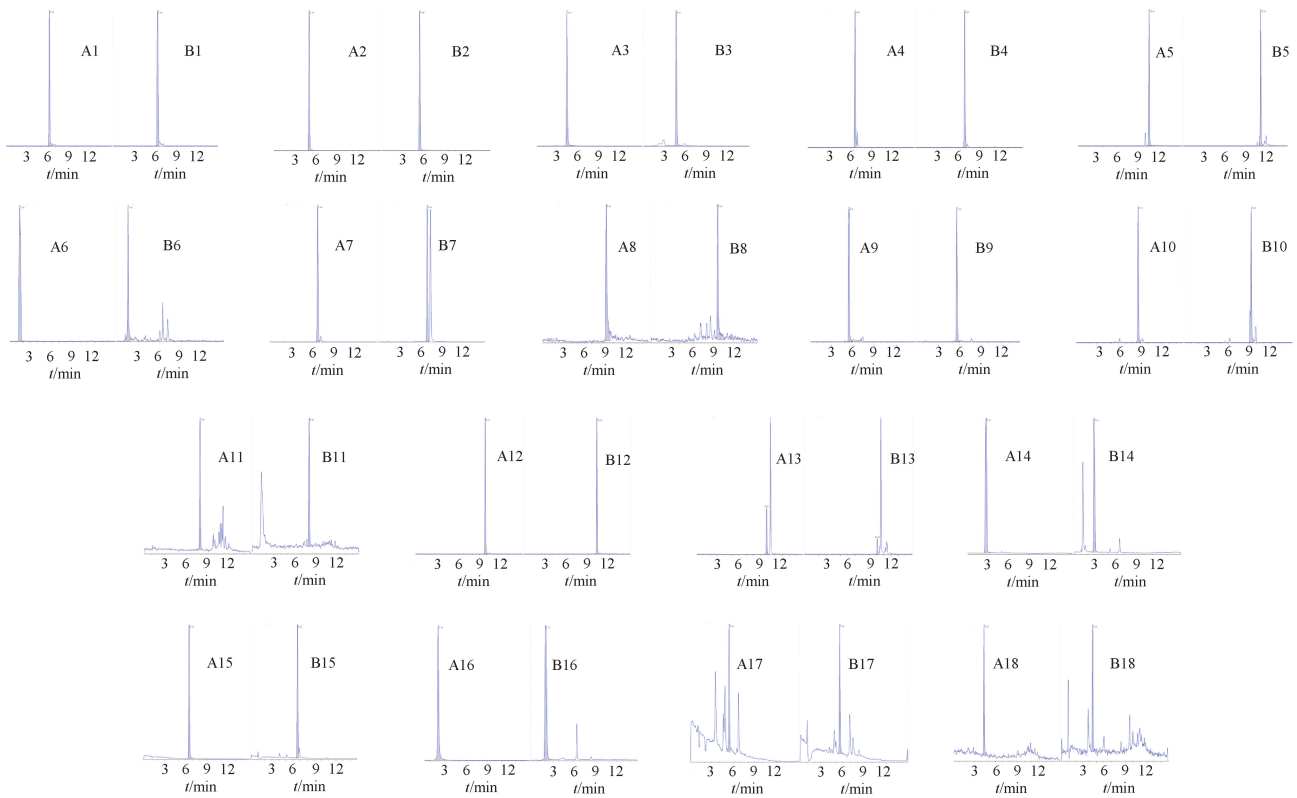 A1 B1 A2 B2 A3 B3 A4 B4 A5 B5
3 6 9 12 3 6 9 12 3 6 9 12 3 6 9 12 3 6 9 12 3 6 9 12 3 6 9 12 3 6 9 12 3 6 9 12 3 6 9 12
t/min t/min t/min t/min t/min t/min t/min t/min t/min t/min
A6 B6 A7 B7 A8 B8 A9 B9 A10 B10
3 6 9 12 3 6 9 12 3 6 9 12 3 6 9 12 3 6 9 12 3 6 9 12 3 6 9 12 3 6 9 12 3 6 9 12 3 6 9 12
t/min t/min t/min t/min t/min t/min t/min t/min t/min t/min
A11 B11 A12 B12 A13 B13 A14 B14
3 6 9 12 3 6 9 12 3 6 9 12 3 6 9 12 3 6 9 12 3 6 9 12 3 6 9 12 3 6 9 12
t/min t/min t/min t/min t/min t/min t/min t/min
A15 B15 A16 B16 A17 B17 A18 B18
3 6 9 12 3 6 9 12 3 6 9 12 3 6 9 12 3 6 9 12 3 6 9 12 3 6 9 12 3 6 9 12
t/min t/min t/min t/min t/min t/min t/min t/min